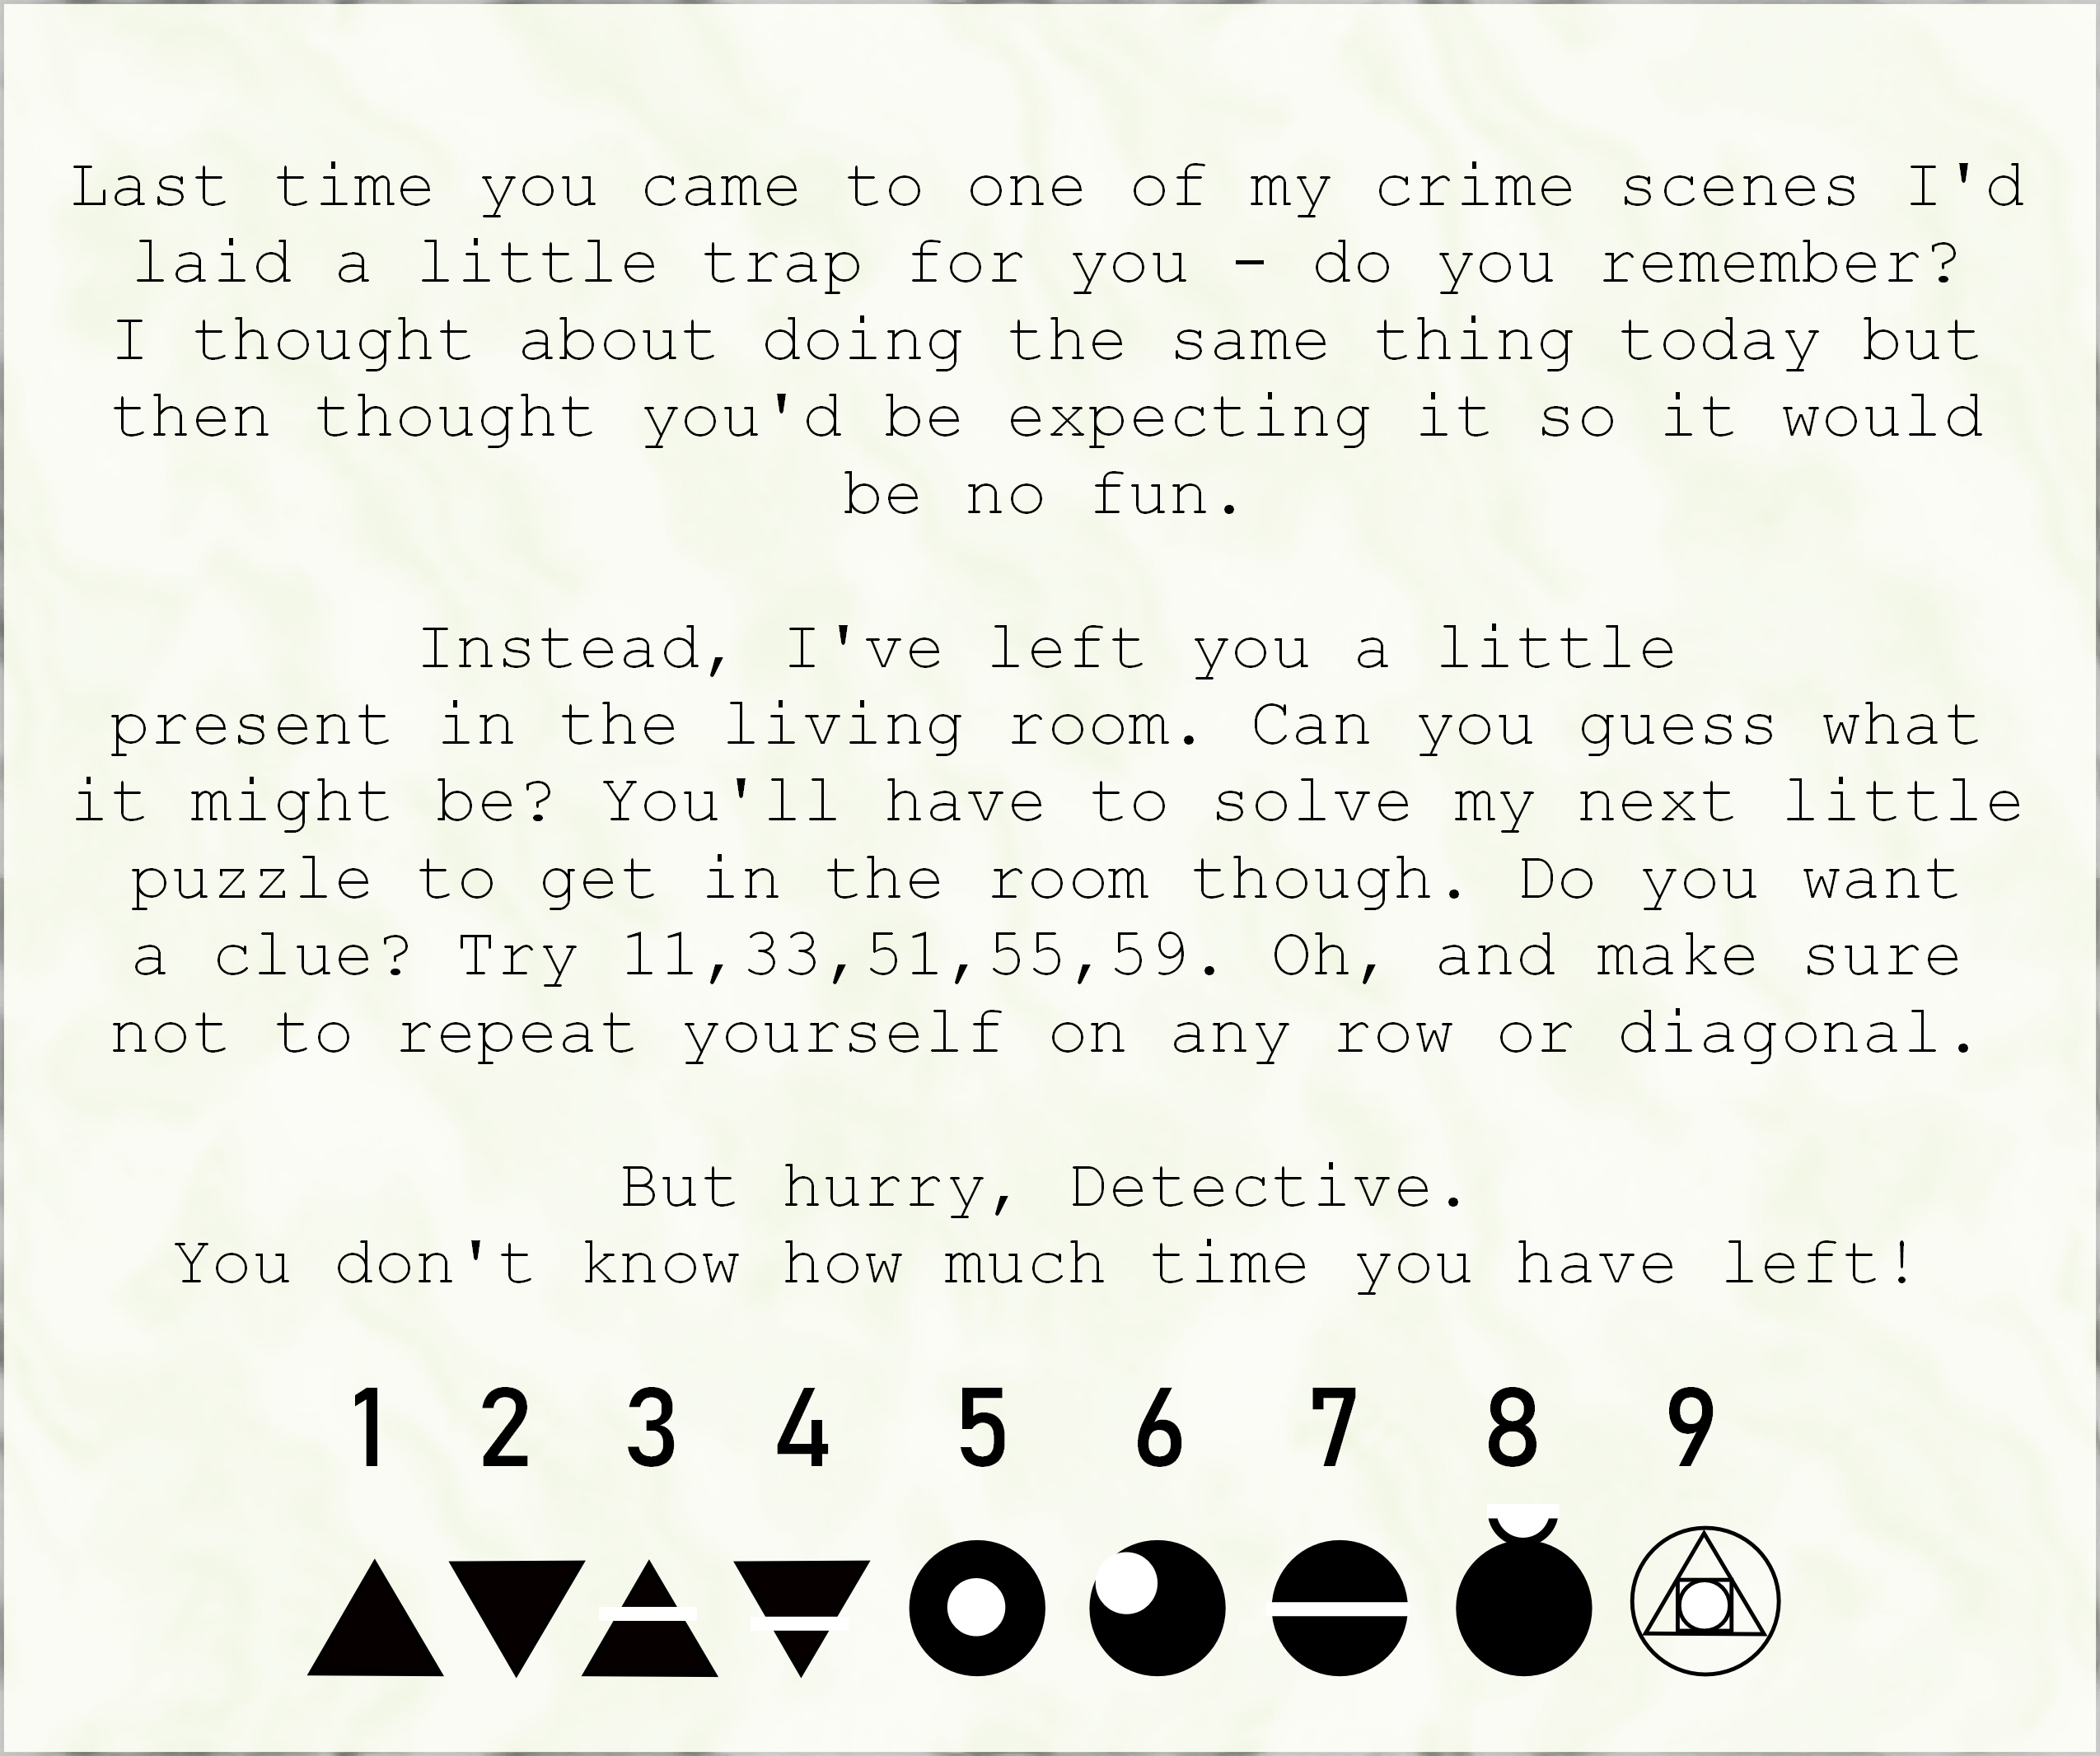 Last time you came to one of my crime scenes I'd
laid a little trap for you - do you remember?
I thought about doing the same thing today but
then thought you'd be expecting it so it would
be no fun.
Instead, I've left you a little
present in the living room. Can you guess what
it might be? You'll have to solve my next little
puzzle to get in the room though. Do you want
a clue? Try 11,33,51,55,59. Oh, and make sure
not to repeat yourself on any row or diagonal.
But hurry, Detective.
You don't know how much time you have left!
1 2 3 4 5 6 7 8 9